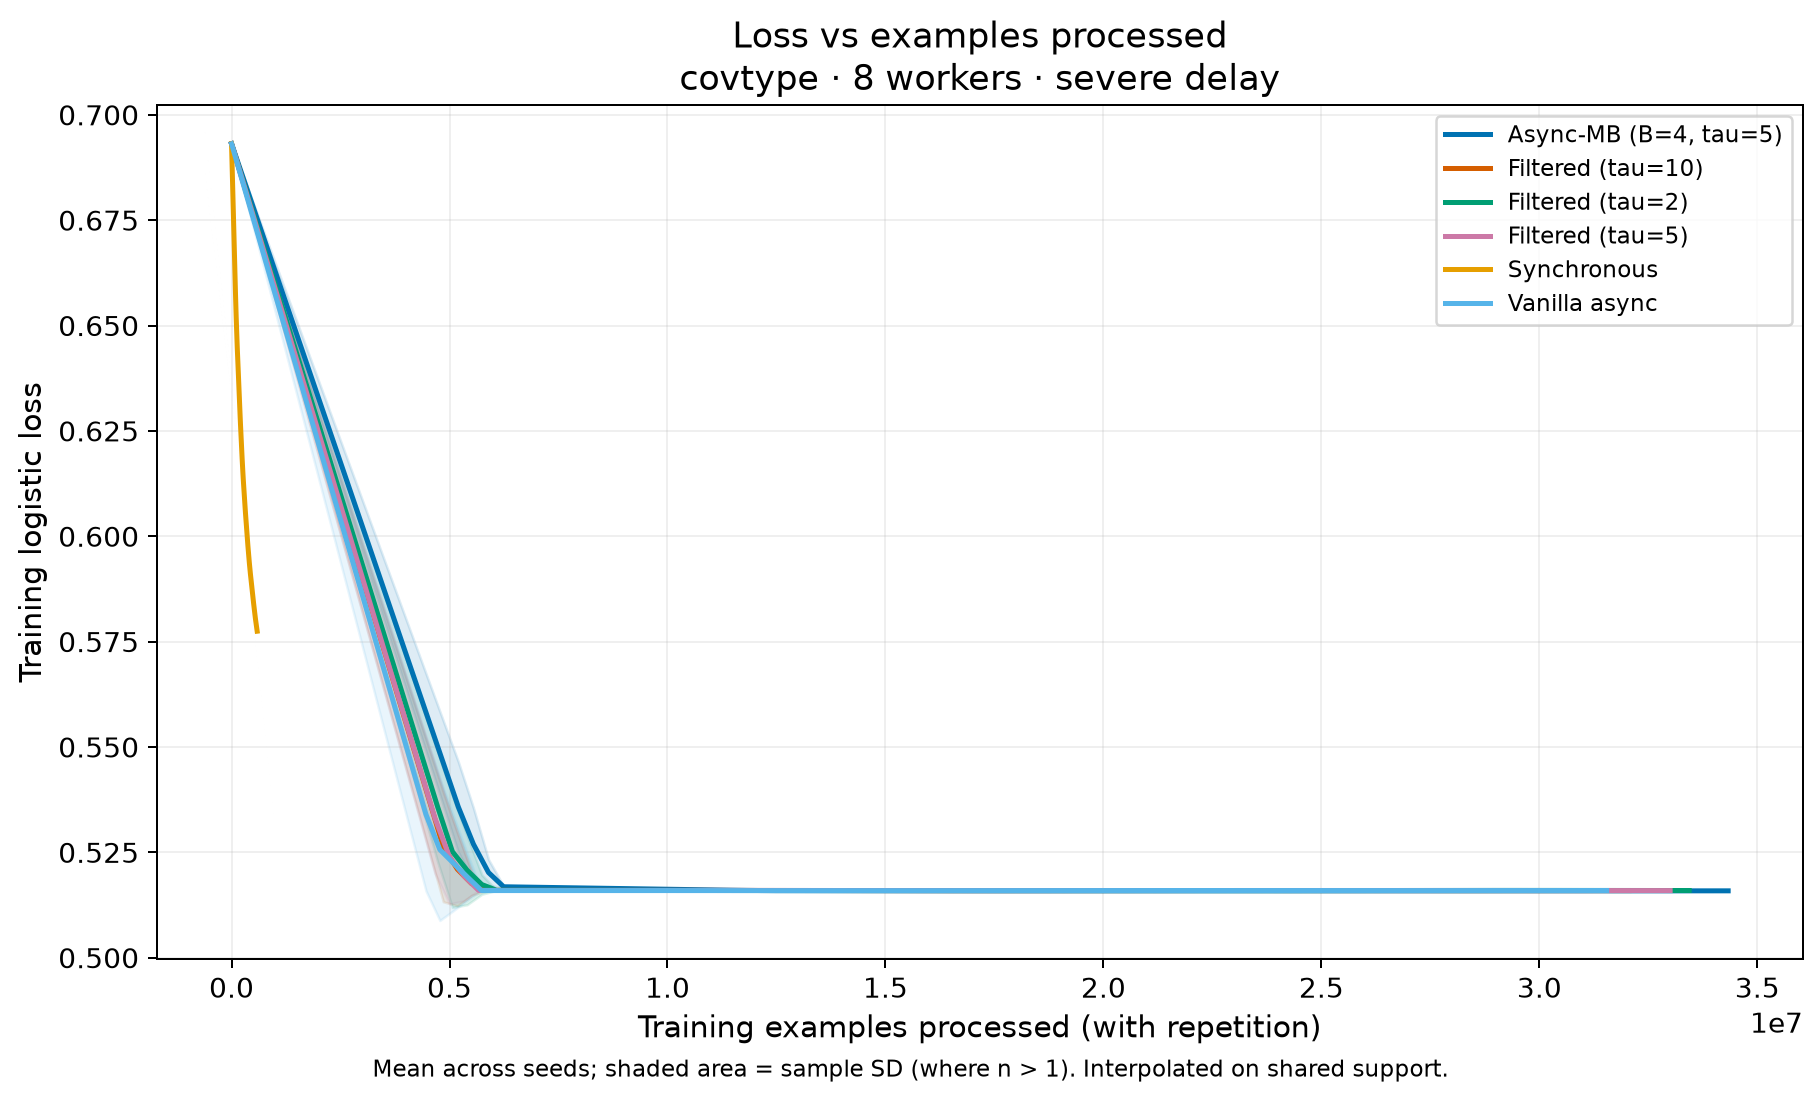 Loss vs examples processed
covtype · 8 workers · severe delay
Training logistic loss
0.700
0.675
0.650
0.625
0.600
0.575
0.550
0.525
0.500
Async-MB (B=4, tau=5)
Filtered (tau=10)
Filtered (tau=2)
Filtered (tau=5)
Synchronous
Vanilla async
0.0 0.5 1.0 1.5 2.0 2.5 3.0 3.5
1e7
Training examples processed (with repetition)
Mean across seeds; shaded area = sample SD (where n > 1). Interpolated on shared support.